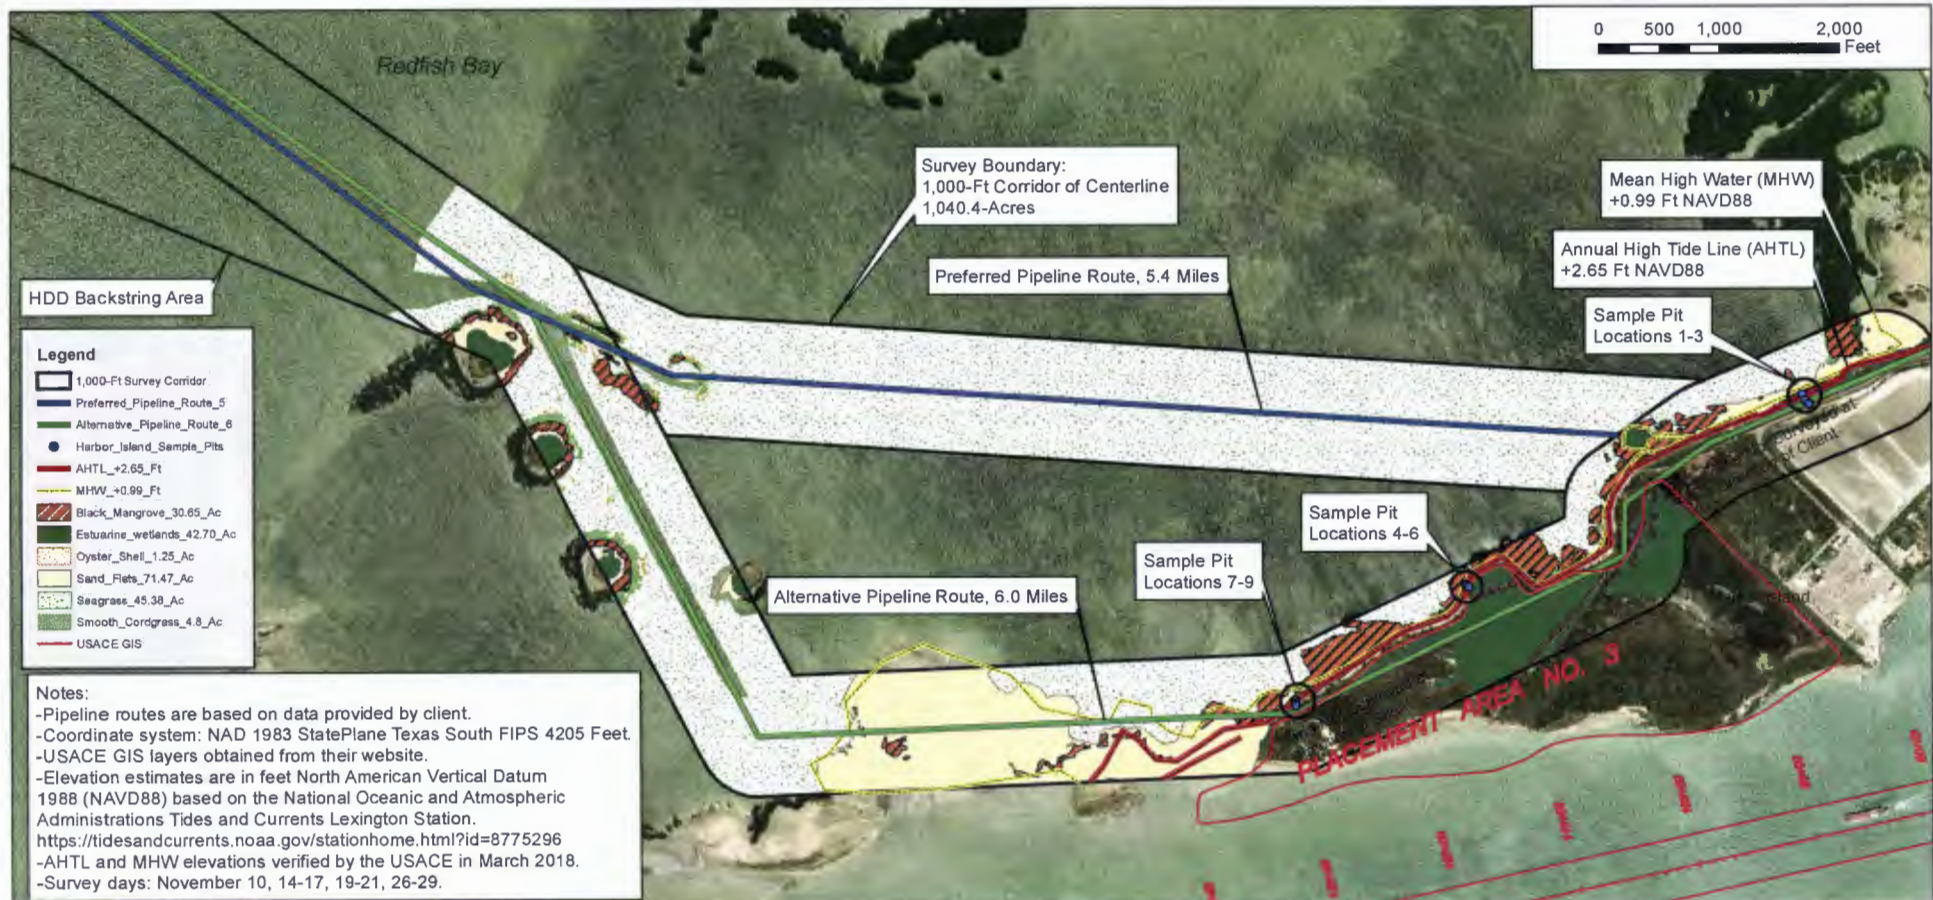 0 500 1,000 2,000
Feet
Redfish Bay
Survey Boundary:
1,000-Ft Corridor of Centerline
1,040.4-Acres
Mean High Water (MHW)
+0.99 Ft NAVD88
Annual High Tide Line (AHTL)
+2.65 Ft NAVD88
Preferred Pipeline Route, 5.4 Miles
HDD Backstring Area
Sample Pit
Locations 1-3
Legend
1,000-Ft Survey Corridor
Preferred_Pipeline_Route_5
Alternative_Pipeline_Route_6
Harbor_Island_Sample_Pits
AHTL_+2.65_Ft
MHW_+0.99_Ft
Black_Mangrove_30.65_Ac
Estuarine_wetlands_42.70_Ac
Oyster_Shell_1.25_Ac
Sand_Flats_71.47_Ac
Seagrass_45.38_Ac
Smooth_Cordgrass_4.8_Ac
USACE GIS
at
of Client
Sample Pit
Locations 4-6
Sample Pit
Locations 7-9
Alternative Pipeline Route, 6.0 Miles
PLACEMENT AREA NO. 3
Notes:
-Pipeline routes are based on data provided by client.
-Coordinate system: NAD 1983 StatePlane Texas South FIPS 4205 Feet.
-USACE GIS layers obtained from their website.
-Elevation estimates are in feet North American Vertical Datum
1988 (NAVD88) based on the National Oceanic and Atmospheric
Administrations Tides and Currents Lexington Station.
https://tidesandcurrents.noaa.gov/stationhome.html?id=8775296
-AHTL and MHW elevations verified by the USACE in March 2018.
-Survey days: November 10, 14-17, 19-21, 26-29.